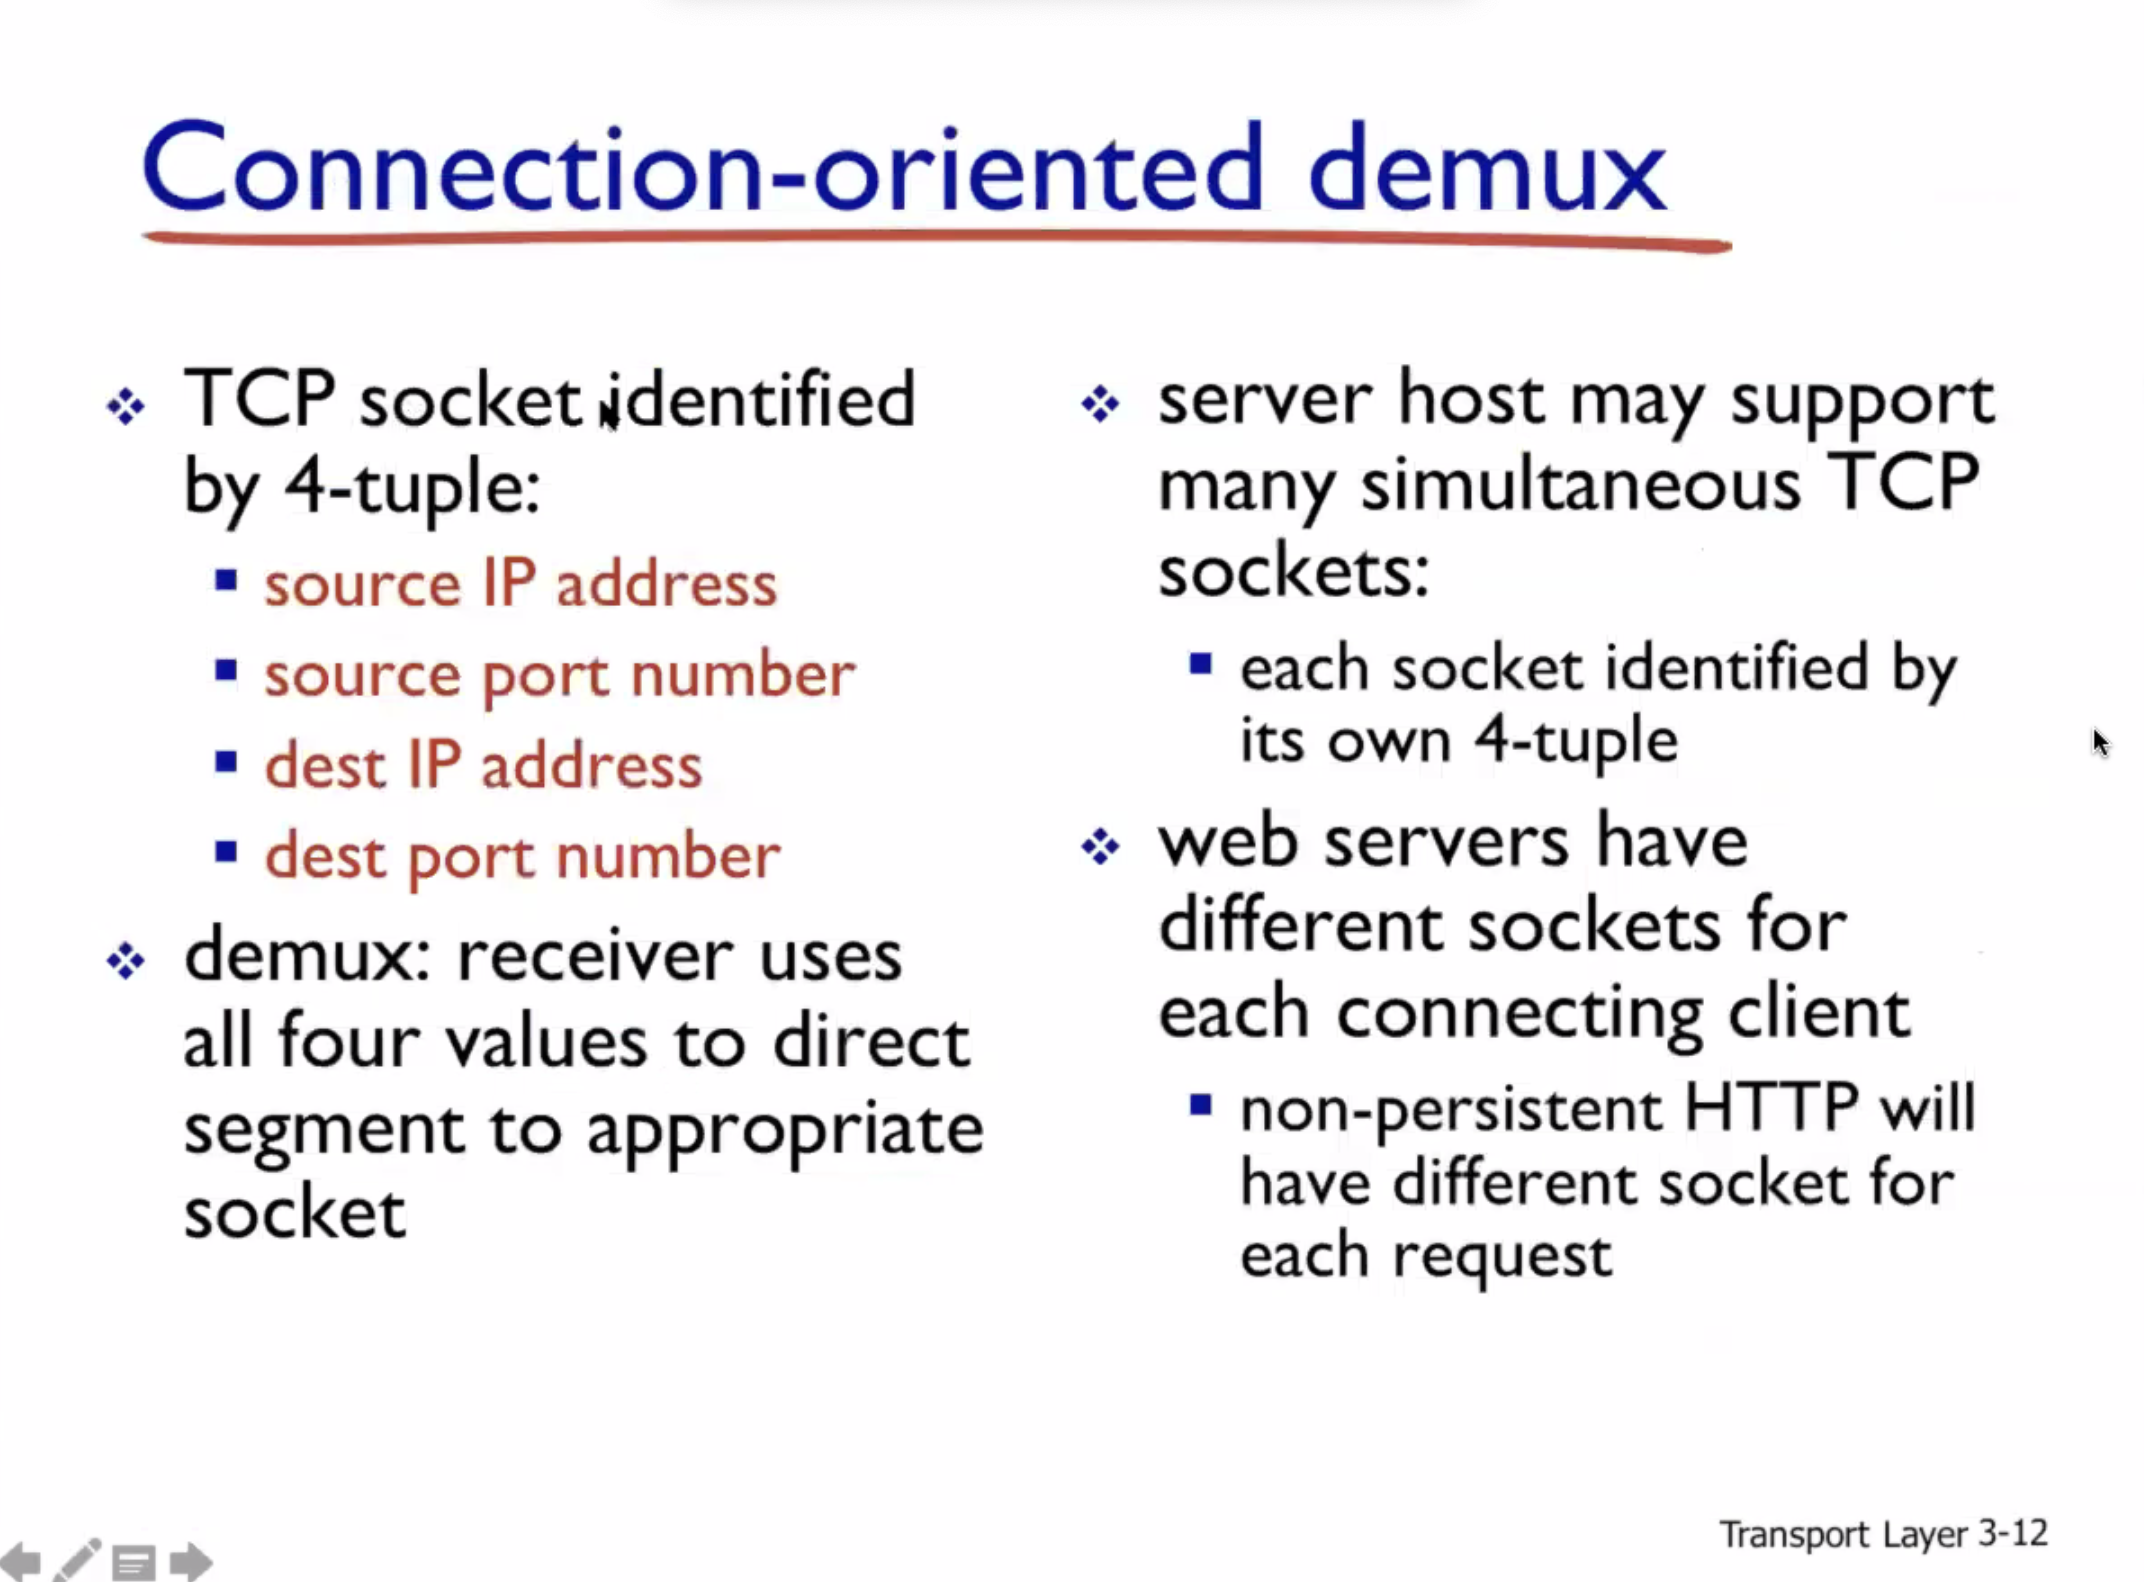 Connection-oriented demux
TCP socket identified
by 4-tuple:
source IP address
source port number
dest IP address
dest port number
demux: receiver uses
all four values to direct
segment to appropriate
socket
server host may support
many simultaneous TCP
sockets:
each socket identified by
its own 4-tuple
web servers have
different sockets for
each connecting client
non-persistent HTTP will
have different socket for
each request
Transport Layer 3-12